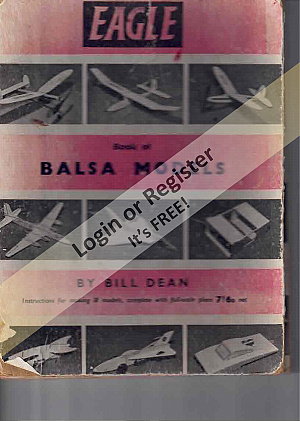 EAGLE
Book of
BALSA MODELS
Login or Register
It's FREE!
BY BILL DEAN
Instructions for making 8 models, complete with full-size plans 7'6d net